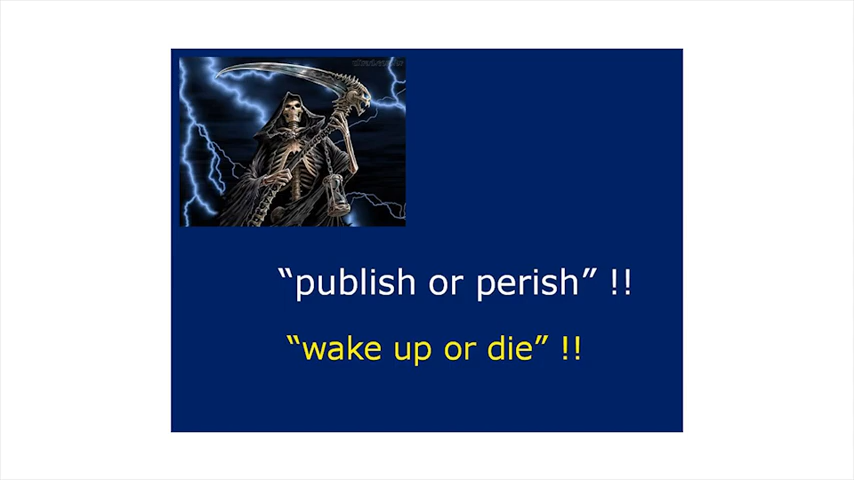 “publish or perish” !!
“wake up or die” !!